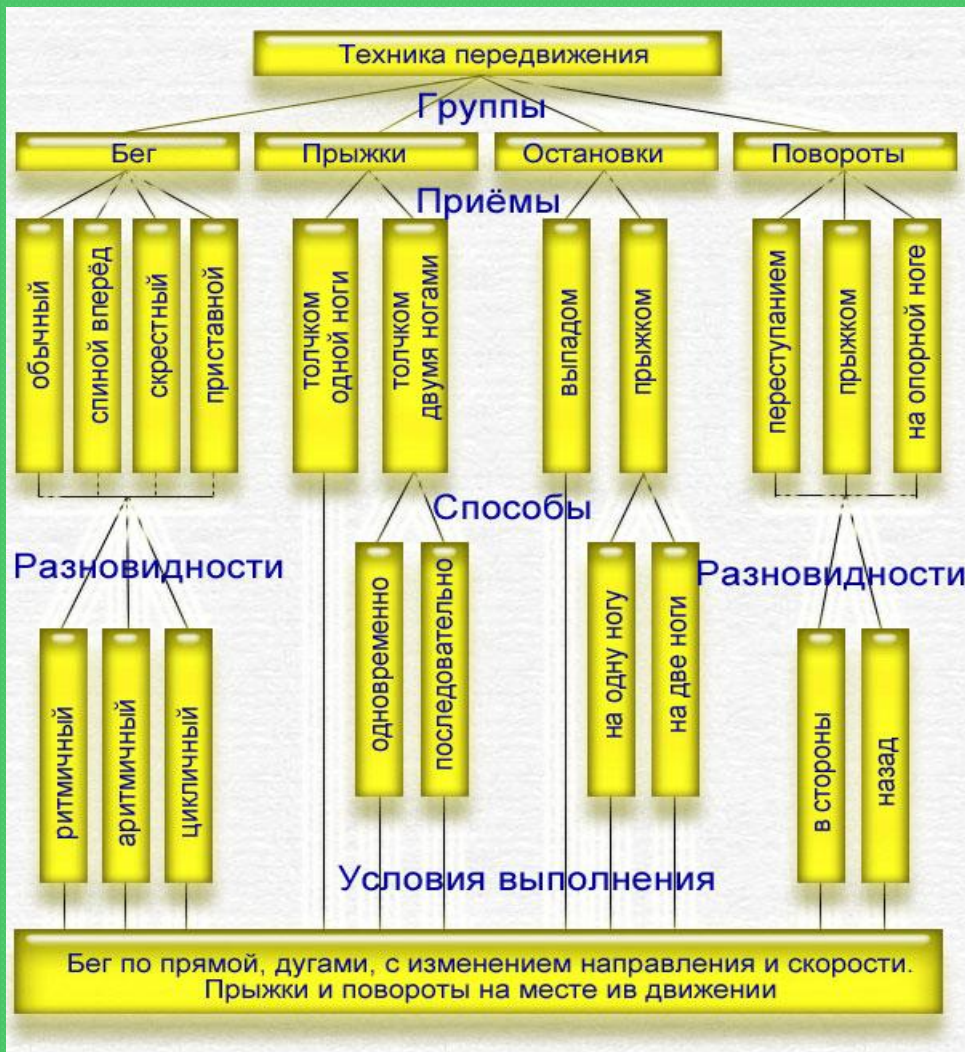 Техника передвижения
Группы
Бег
Прыжки
Остановки
Повороты
Приёмы
обычный
спиной вперёд
скрестный
приставной
толчком
одной ноги
толчком
двумя ногами
выпадом
прыжком
переступанием
прыжком
на опорной ноге
Способы
Разновидности
Разновидности
ритмичный
аритмичный
цикличный
одновременно
последовательно
на одну ногу
на две ноги
в стороны
назад
Условия выполнения
Бег по прямой, дугами, с изменением направления и скорости.
Прыжки и повороты на месте ив движении